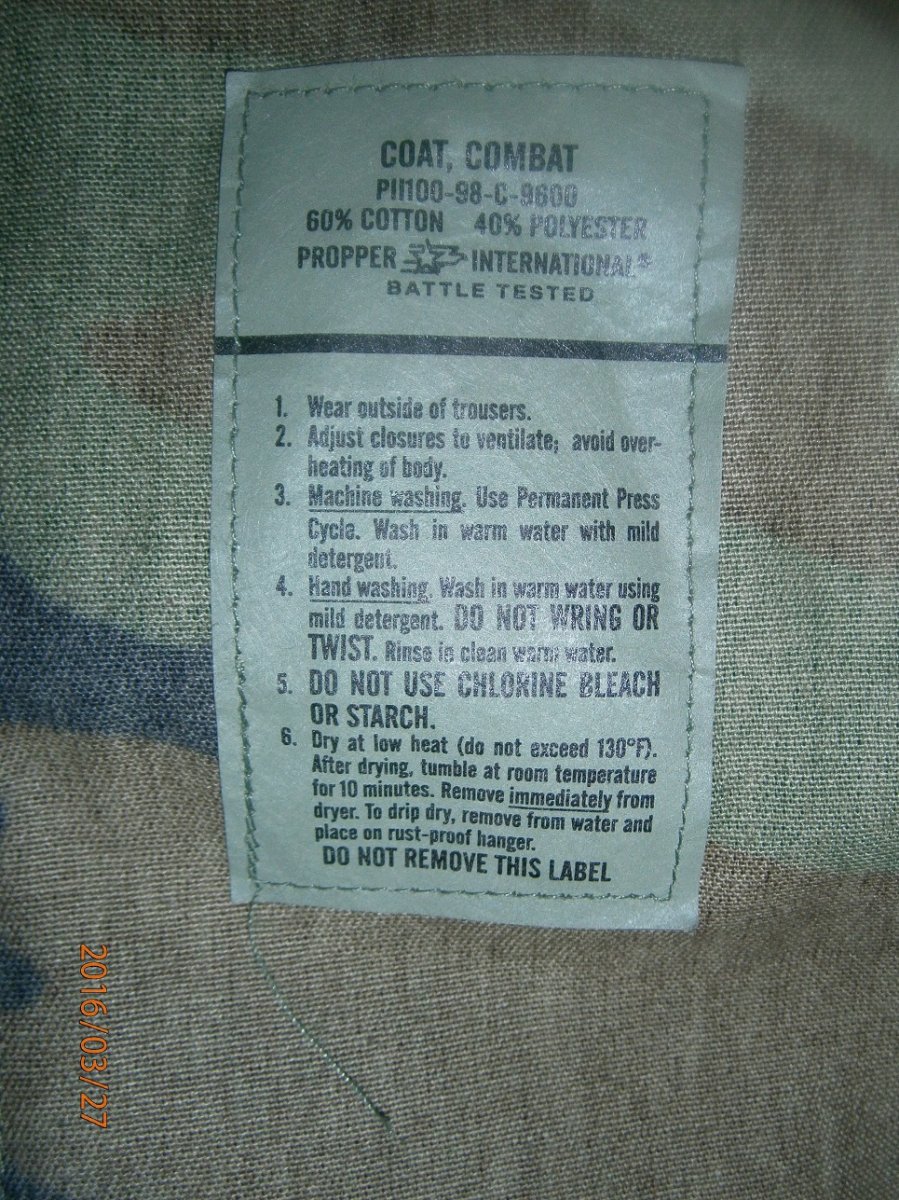 COAT, COMBAT
PII100-98-C-9600
60% COTTON 40% POLYESTER
PROPPER INTERNATIONAL®
BATTLE TESTED
1. Wear outside of trousers.
2. Adjust closures to ventilate; avoid over-
heating of body.
3. Machine washing. Use Permanent Press
Cycle. Wash in warm water with mild
detergent.
4. Hand washing. Wash in warm water using
mild detergent. DO NOT WRING OR
TWIST. Rinse in clean warm water.
5. DO NOT USE CHLORINE BLEACH
OR STARCH.
6. Dry at low heat (do not exceed 130°F).
After drying, tumble at room temperature
for 10 minutes. Remove immediately from
dryer. To drip dry, remove from water and
place on rust-proof hanger.
DO NOT REMOVE THIS LABEL
2016/03/27